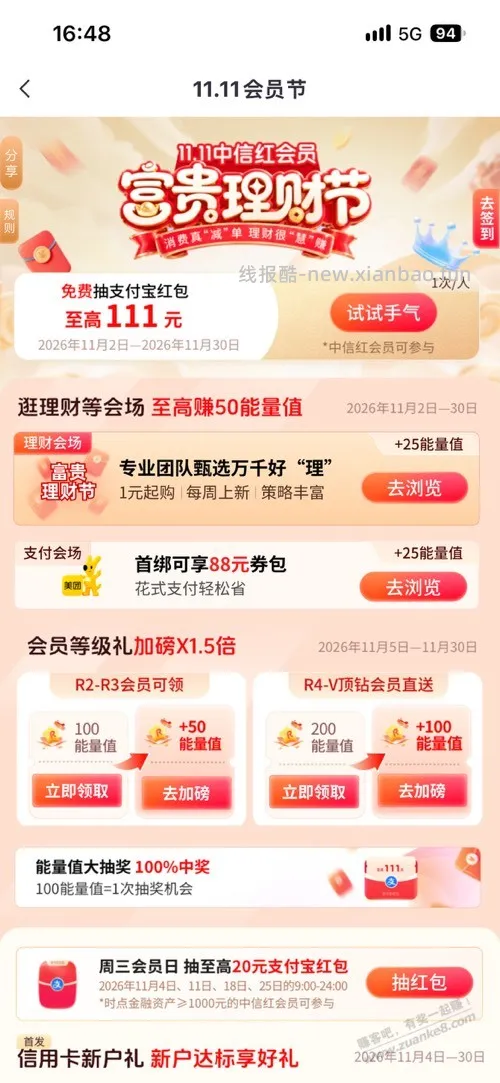 16:48
5G 94
11.11会员节
分享
规则
11.11中信红会员
富贵理财节
消费真“减”单 理财很“慧”赚
去签到
线报酷-new.xianbao.fun
1次/人
免费抽支付宝红包
至高111元
2026年11月2日—2026年11月30日
试试手气
*中信红会员可参与
逛理财等会场 至高赚50能量值
2026年11月2日—30日
理财会场
+25能量值
富贵
理财节
专业团队甄选万千好“理”
1元起购 | 每周上新 | 策略丰富
去浏览
支付会场
+25能量值
美团
首绑可享88元券包
花式支付轻松省
去浏览
会员等级礼加磅X1.5倍
2026年11月5日—11月30日
R2-R3会员可领
100
能量值
+50
能量值
立即领取
去加磅
R4-V顶钻会员直送
200
能量值
+100
能量值
立即领取
去加磅
能量值大抽奖 100%中奖
100能量值=1次抽奖机会
111元
支
周三会员日 抽至高20元支付宝红包
2026年11月4日、11日、18日、25日的9:00-24:00
*时点金融资产≥1000元的中信红会员可参与
抽红包
首发
信用卡新户礼 新户达标享好礼
2026年11月4日—30日
赚客吧，有奖一起赚！
www.zuanke8.com